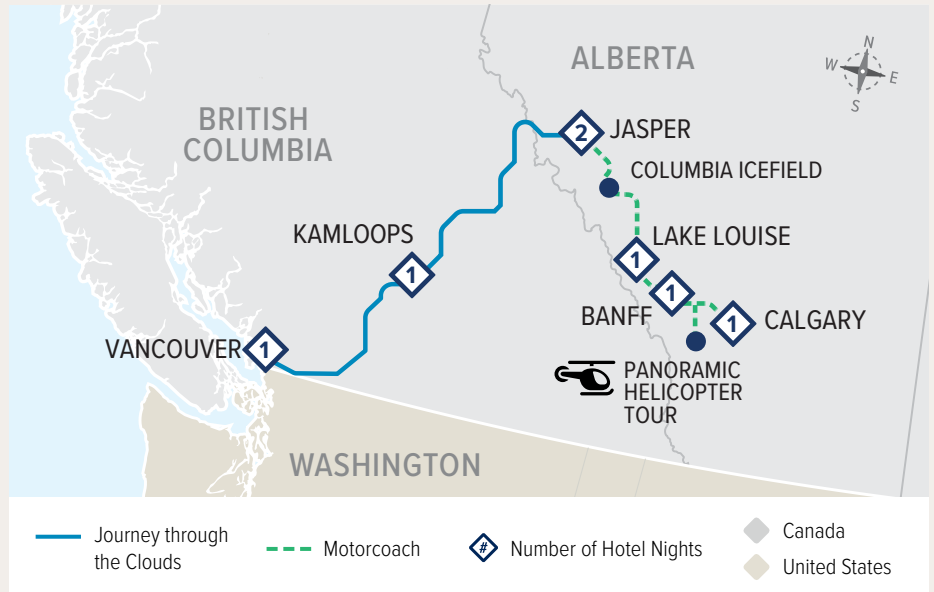 ALBERTA
N
W
E
S
BRITISH
COLUMBIA
2
JASPER
COLUMBIA ICEFIELD
KAMLOOPS
1
LAKE LOUISE
1
1
BANFF
1
CALGARY
VANCOUVER
1
PANORAMIC
HELICOPTER
TOUR
WASHINGTON
Journey through
the Clouds
Motorcoach
#
Number of Hotel Nights
Canada
United States